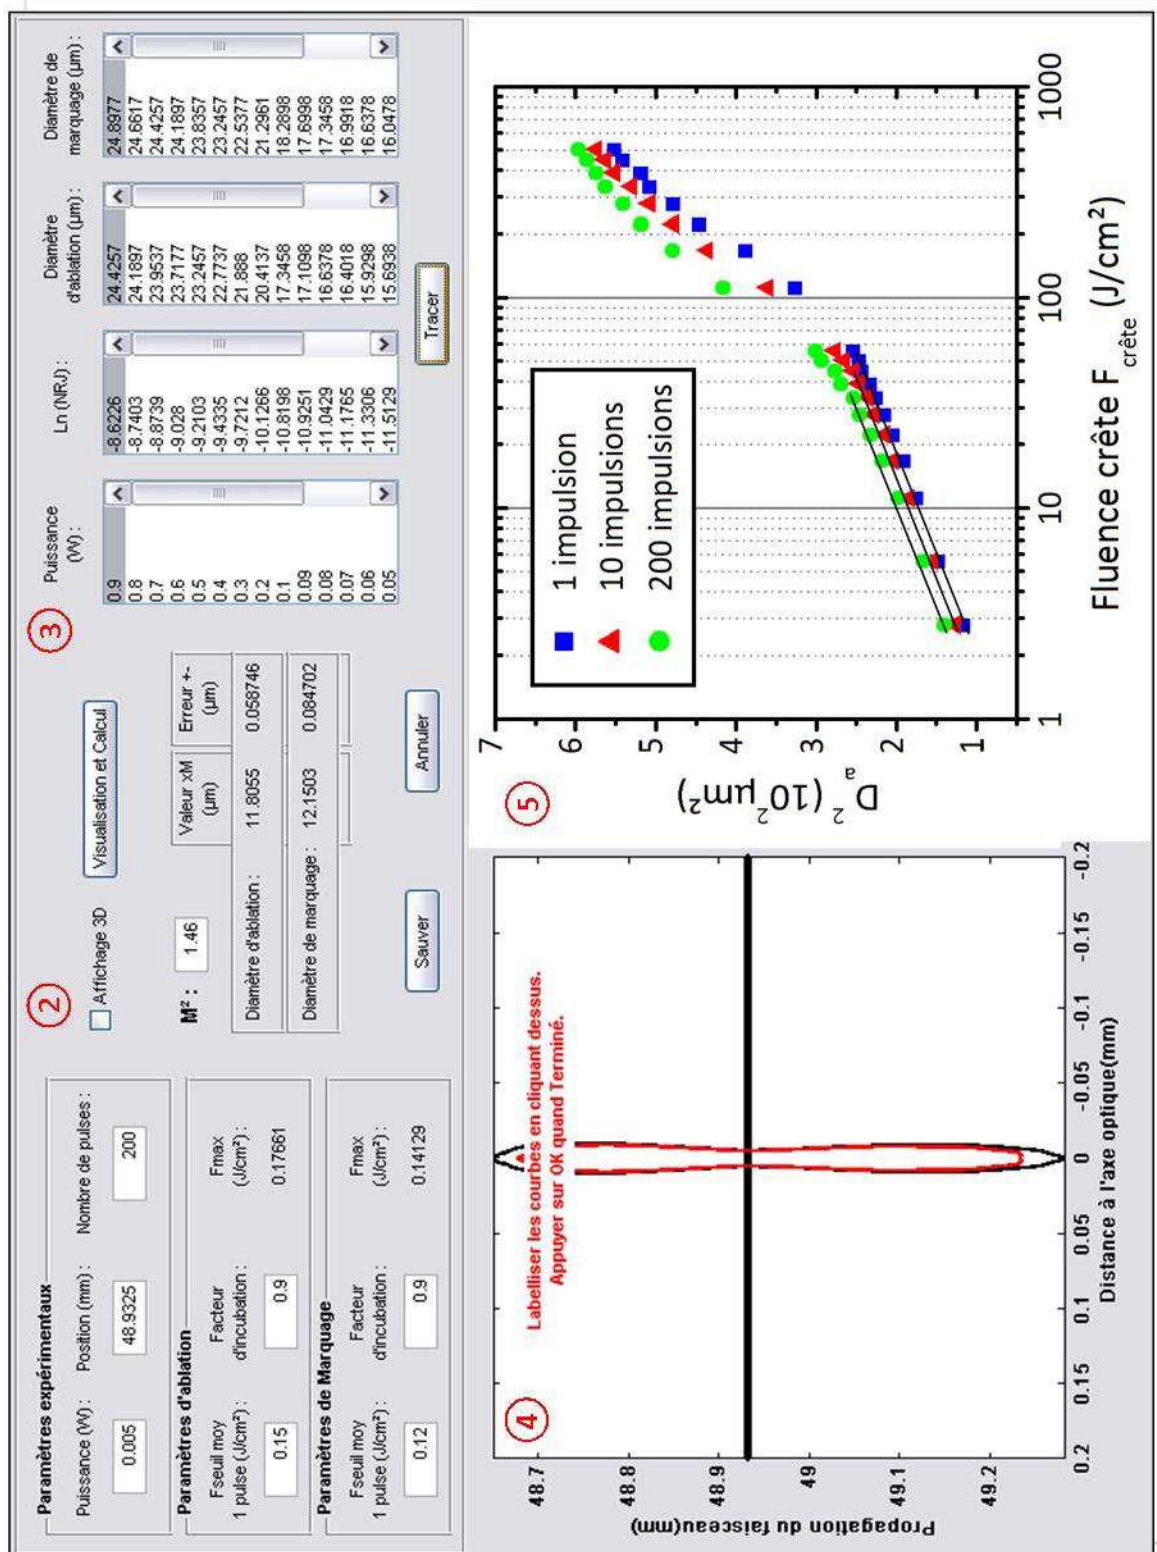 2
Paramètres expérimentaux
Puissance (W) :
Position (mm) :
Nombre de pulses :
0.005
48.9325
200
Paramètres d'ablation
Fseuil moy
1 pulse (J/cm²) :
Facteur
d'incubation :
Fmax
(J/cm²) :
0.15
0.9
0.17661
Paramètres de Marquage
Fseuil moy
1 pulse (J/cm²) :
Facteur
d'incubation :
Fmax
(J/cm²) :
0.12
0.9
0.14129
Affichage 3D
Visualisation et Calcul
M² :
1.46
Valeur xM
(µm)
Erreur +-
(µm)
Diamètre d'ablation :
11.8055
0.058746
Diamètre de marquage :
12.1503
0.084702
Sauver
Annuler
3
Puissance
(W) :
0.9
0.8
0.7
0.6
0.5
0.4
0.3
0.2
0.1
0.09
0.08
0.07
0.06
0.05
Ln (NRJ) :
-8.6226
-8.7403
-8.8739
-9.028
-9.2103
-9.4335
-9.7212
-10.1266
-10.8198
-10.9251
-11.0429
-11.1765
-11.3306
-11.5129
Diamètre
d'ablation (µm) :
24.4257
24.1897
23.9537
23.7177
23.2457
22.7737
21.888
20.4137
17.3458
17.1098
16.6378
16.4018
15.9298
15.6938
Diamètre de
marquage (µm) :
24.8977
24.6617
24.4257
24.1897
23.8357
23.2457
22.5377
21.2961
18.2898
17.6998
17.3458
16.9918
16.6378
16.0478
Tracer
4
Labelliser les courbes en cliquant dessus.
Appuyer sur OK quand Terminé.
Propagation du faisceau(mm)
48.7
48.8
48.9
49
49.1
49.2
0.2
0.15
0.1
0.05
0
-0.05
-0.1
-0.15
-0.2
Distance à l'axe optique(mm)
5
D²a (10² µm²)
7
6
5
4
3
2
1
1 impulsion
10 impulsions
200 impulsions
1
10
100
1000
Fluence crête F crête (J/cm²)